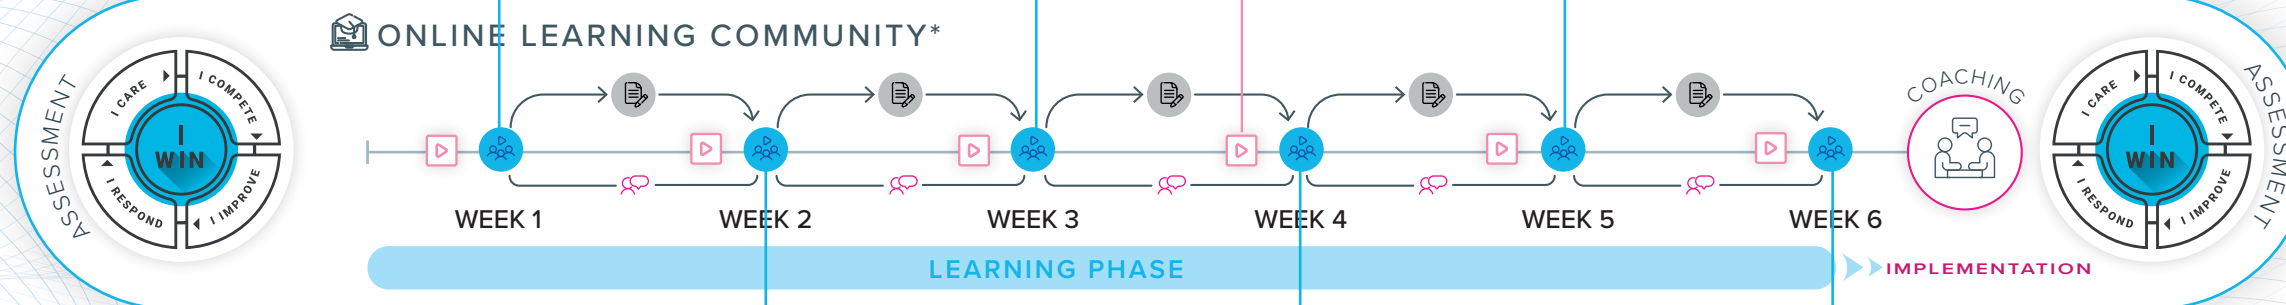 ONLINE LEARNING COMMUNITY*
ASSESSMENT
I CARE
I COMPETE
I IMPROVE
I RESPOND
I
WIN
WEEK 1
WEEK 2
WEEK 3
WEEK 4
WEEK 5
WEEK 6
LEARNING PHASE
IMPLEMENTATION
COACHING
I CARE
I COMPETE
I IMPROVE
I RESPOND
I
WIN
ASSESSMENT